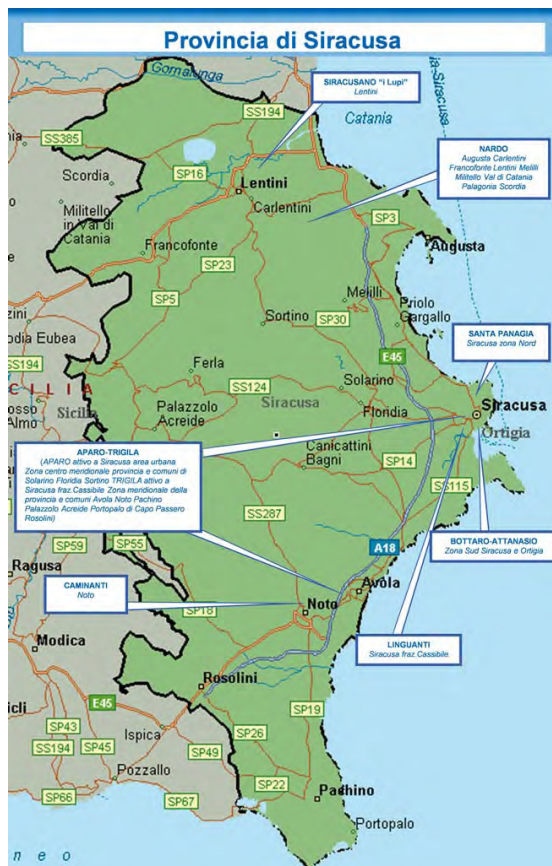 Provincia di Siracusa
Gornalunga
SIRACUSANO "i Lupi"
Lentini
Catania
SS194
SS385
NARDO
Augusta Carlentini
Francofonte Lentini Melilli
Militello Val di Catania
Palagonia Scordia
SP16
Scordia
Lentini
Carlentini
Militello
in Val di
Catania
SP3
Augusta
Francofonte
SP23
SP5
Melilli
Priolo
Gargallo
Sortino
SP30
SANTA PANAGIA
Siracusa zona Nord
E45
SS194
Ferla
SS124
Solarino
Siracusa
Sicilia
Palazzolo
Acreide
Siracusa
Floridia
Ortigia
APARO-TRIGILA
(APARO attivo a Siracusa area urbana
Zona centro meridionale provincia e comuni di
Solarino Floridia Sortino TRIGILA attivo a
Siracusa fraz Cassibile Zona meridionale della
provincia e comuni Avola Noto Pachino
Palazzolo Acreide Portopalo di Capo Passero
Rosolini)
Canicattini
Bagni
SP14
SS115
SS287
BOTTARO-ATTANASIO
Zona Sud Siracusa e Ortigia
A18
SP59
SP55
Ragusa
CAMINANTI
Noto
Avola
Noto
SP18
LINGUANTI
Siracusa fraz Cassibile
Modica
Rosolini
E45
SP19
SP43
Ispica
SP26
SS194
SP45
SP49
Pozzallo
SP22
SP66
SP67
Pachino
Portopalo
n e o